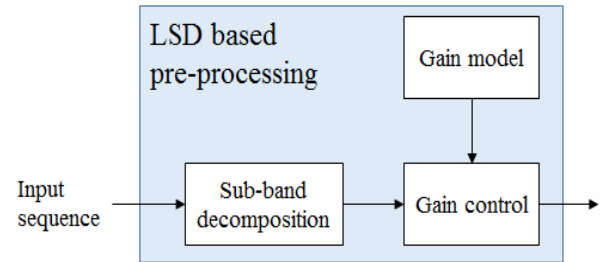 LSD based
pre-processing
Gain model
Input
sequence
Sub-band
decomposition
Gain control